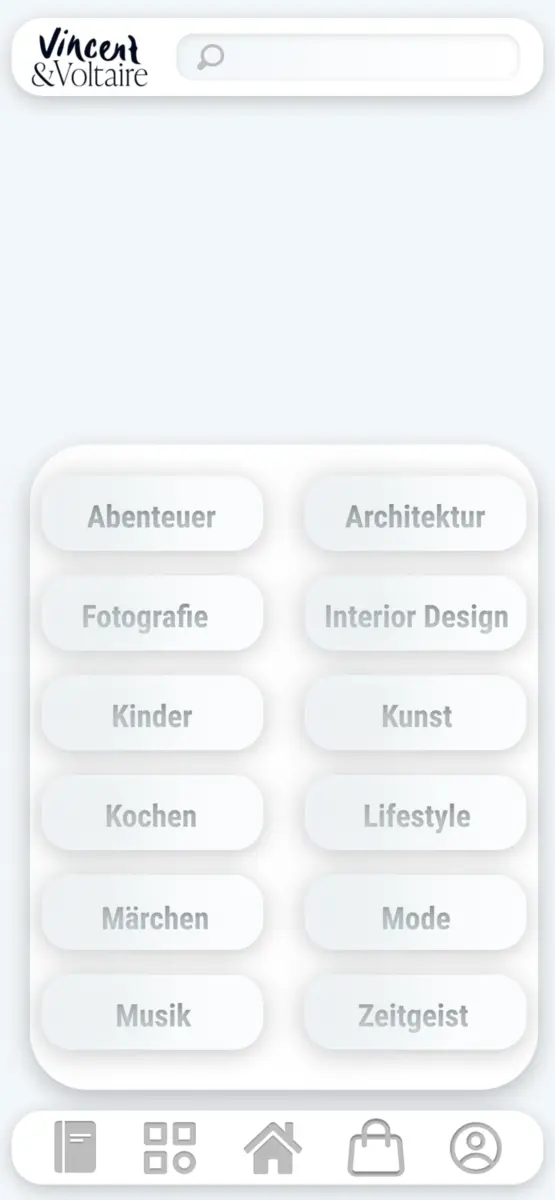 Vincent
&Voltaire
Abenteuer
Architektur
Fotografie
Interior Design
Kinder
Kunst
Kochen
Lifestyle
Märchen
Mode
Musik
Zeitgeist